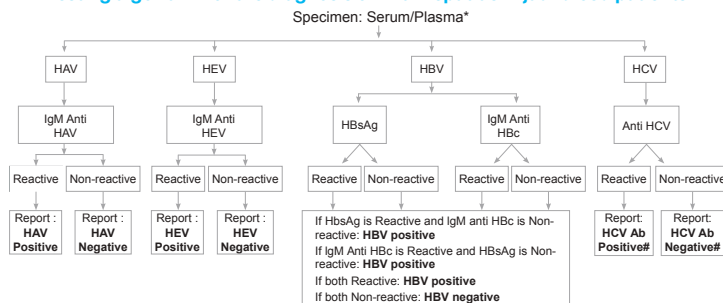 Specimen: Serum/Plasma*
HAV
HEV
HBV
HCV
IgM Anti
HAV
IgM Anti
HEV
HBsAg
IgM Anti
HBc
Anti HCV
Reactive
Non-reactive
Reactive
Non-reactive
Reactive
Non-reactive
Reactive
Non-reactive
Reactive
Non-reactive
Report :
HAV
Positive
Report :
HAV
Negative
Report :
HEV
Positive
Report :
HEV
Negative
If HbsAg is Reactive and IgM anti HBc is Non-
reactive: HBV positive
If IgM Anti HBc is Reactive and HBsAg is Non-
reactive: HBV positive
If both Reactive: HBV positive
If both Non-reactive: HBV negative
Report:
HCV Ab
Positive#
Report:
HCV Ab
Negative#